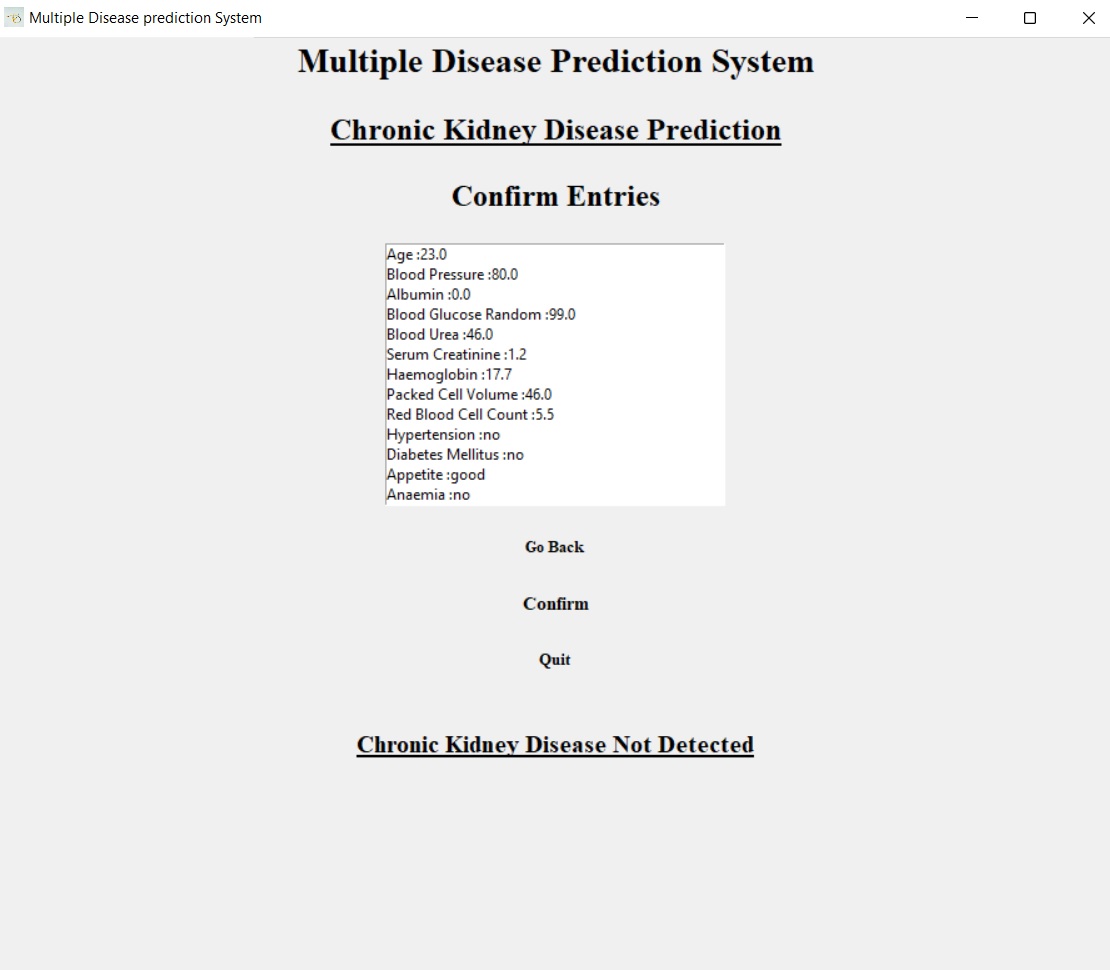 Multiple Disease prediction System
Multiple Disease Prediction System
Chronic Kidney Disease Prediction
Confirm Entries
Age :23.0
Blood Pressure :80.0
Albumin :0.0
Blood Glucose Random :99.0
Blood Urea :46.0
Serum Creatinine :1.2
Haemoglobin :17.7
Packed Cell Volume :46.0
Red Blood Cell Count :5.5
Hypertension :no
Diabetes Mellitus :no
Appetite :good
Anaemia :no
Go Back
Confirm
Quit
Chronic Kidney Disease Not Detected